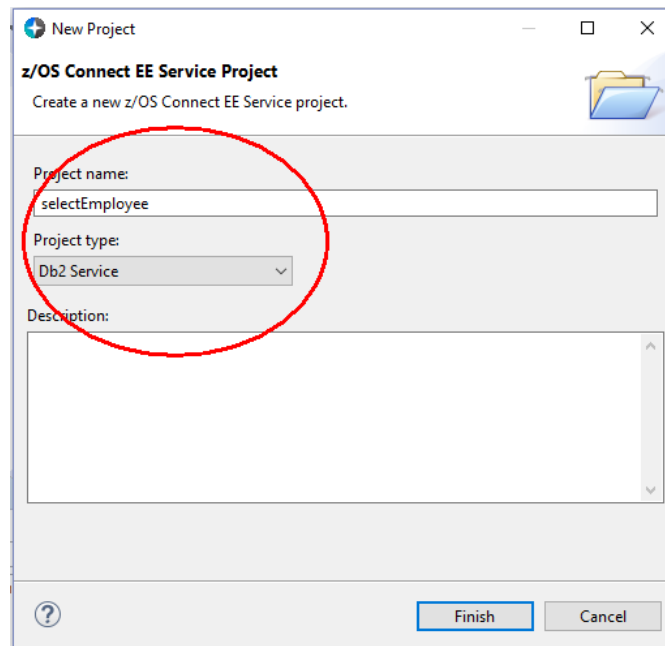 New Project
z/OS Connect EE Service Project
Create a new z/OS Connect EE Service project.
Project name:
selectEmployee
Project type:
Db2 Service
Description:
?
Finish
Cancel